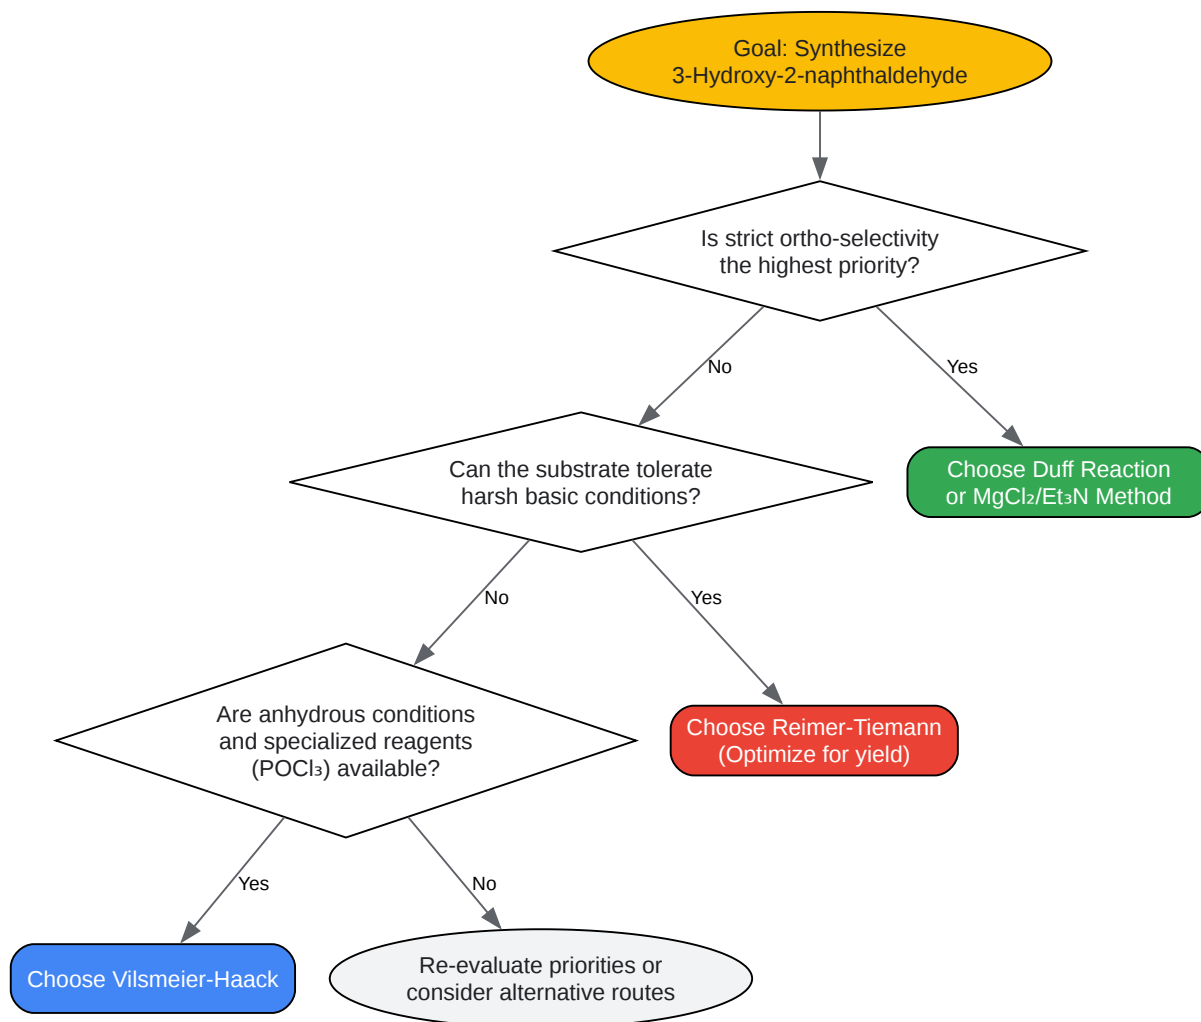 Goal: Synthesize
3-Hydroxy-2-naphthaldehyde
Is strict ortho-selectivity
the highest priority?
No
Yes
Can the substrate tolerate
harsh basic conditions?
Choose Duff Reaction
or MgCl₂/Et₃N Method
No
Yes
Are anhydrous conditions
and specialized reagents
(POCl₃) available?
Choose Reimer-Tiemann
(Optimize for yield)
Yes
No
Choose Vilsmeier-Haack
Re-evaluate priorities or
consider alternative routes